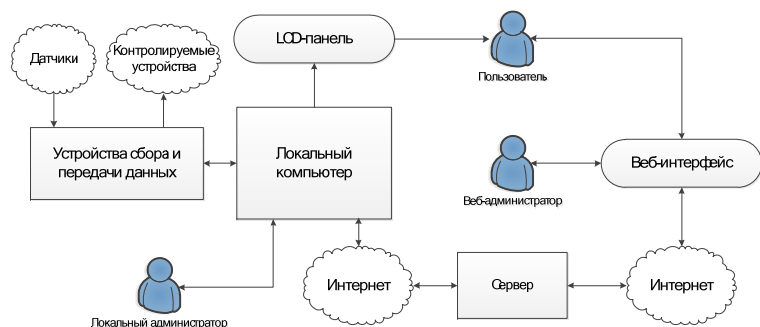 Датчики
Контролируемые
устройства
LCD-панель
Пользователь
Устройства сбора и
передачи данных
Локальный
компьютер
Веб-администратор
Веб-интерфейс
Локальный администратор
Интернет
Сервер
Интернет